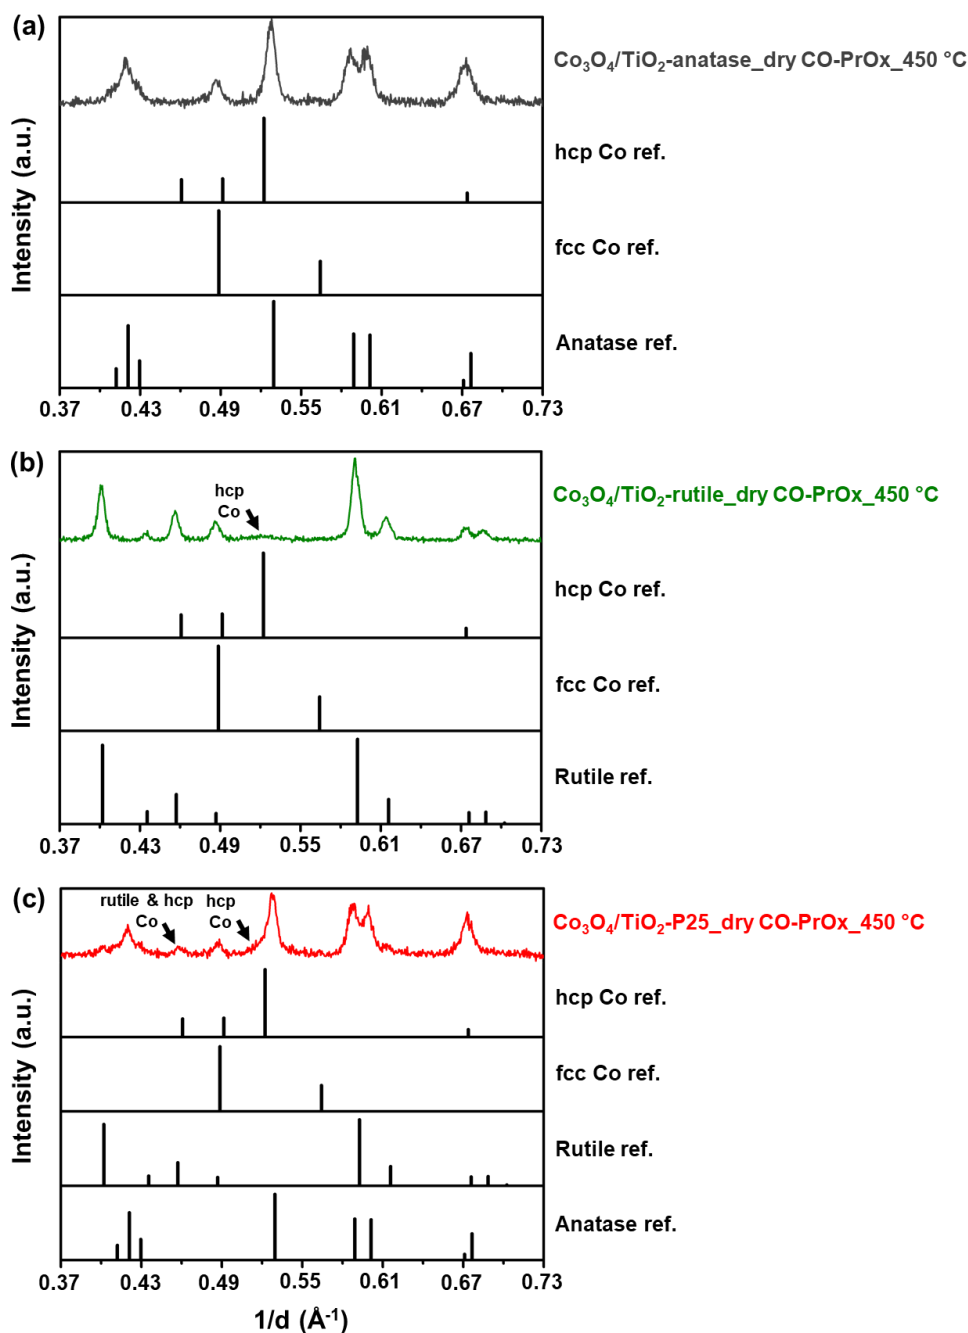 (a)
Co₃O₄/TiO₂-anatase_dry CO-PrOx_450 °C
hcp Co ref.
fcc Co ref.
Anatase ref.
Intensity (a.u.)
0.37 0.43 0.49 0.55 0.61 0.67 0.73
(b)
hcp
Co
Co₃O₄/TiO₂-rutile_dry CO-PrOx_450 °C
hcp Co ref.
fcc Co ref.
Rutile ref.
Intensity (a.u.)
0.37 0.43 0.49 0.55 0.61 0.67 0.73
(c)
rutile & hcp
Co
hcp
Co
Co₃O₄/TiO₂-P25_dry CO-PrOx_450 °C
hcp Co ref.
fcc Co ref.
Rutile ref.
Anatase ref.
Intensity (a.u.)
0.37 0.43 0.49 0.55 0.61 0.67 0.73
1/d (Å⁻¹)